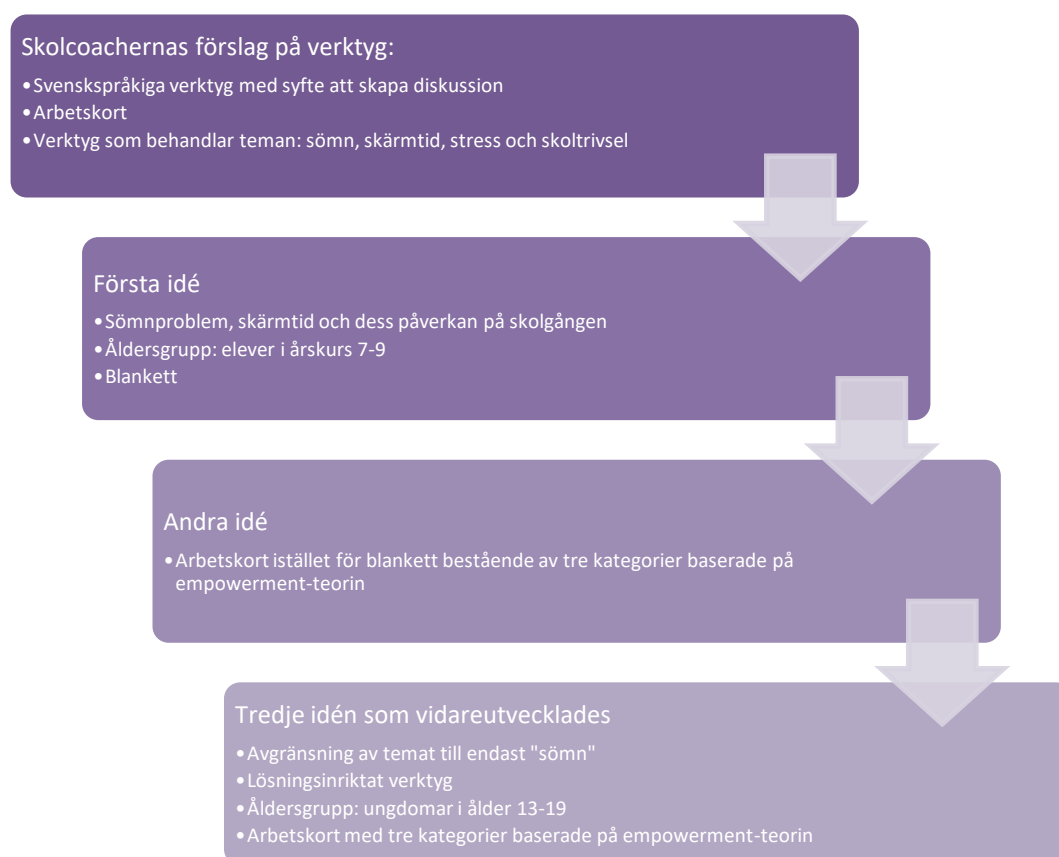 Skolcoachernas förslag på verktyg:
•Svenskspråkiga verktyg med syfte att skapa diskussion
•Arbetskort
•Verktyg som behandlar teman: sömn, skärmtid, stress och skoltrivsel
Första idé
•Sömnproblem, skärmtid och dess påverkan på skolgången
•Åldersgrupp: elever i årskurs 7-9
•Blankett
Andra idé
•Arbetskort istället för blankett bestående av tre kategorier baserade på
empowerment-teorin
Tredje idén som vidareutvecklades
•Avgränsning av temat till endast "sömn"
•Lösningsinriktat verktyg
•Åldersgrupp: ungdomar i ålder 13-19
•Arbetskort med tre kategorier baserade på empowerment-teorin